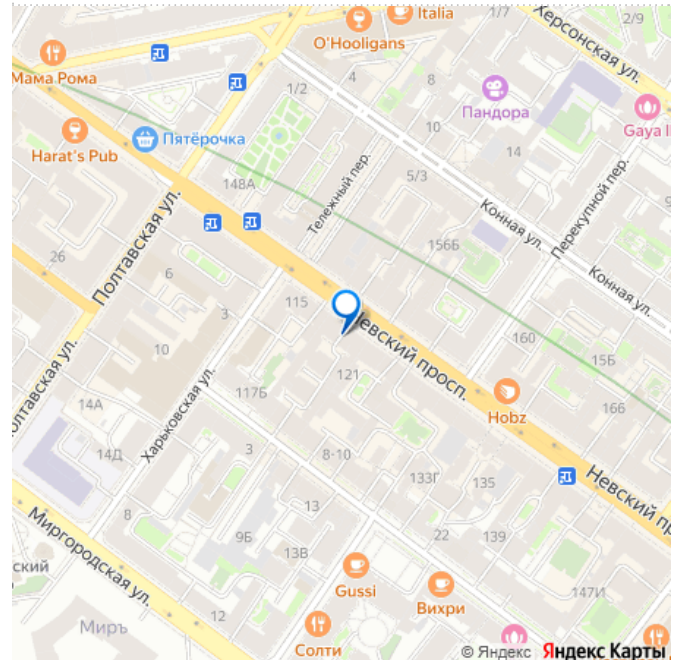 Italia
O'Hooligans
Херсонская ул.
2/9
1/7
Мама Рома
4
8
1/2
Пандора
Gaya
10
Пятёрочка
Harat's Pub
14
5/3
148А
Тележный пер.
Перекупной пер.
Конная ул.
156Б
Полтавская ул.
26
6
Конная ул.
115
3
Невский просп.
160
15Б
10
121
166
117Б
Hobz
14А
Полтавская ул.
Харьковская ул.
3
8-10
14Д
133Г
135
Невский пр
13
8
Миргородская ул.
9Б
22
139
13В
ский
Gussi
147И
Вихри
12
Миръ
Солти
© Яндекс Яндекс Карты